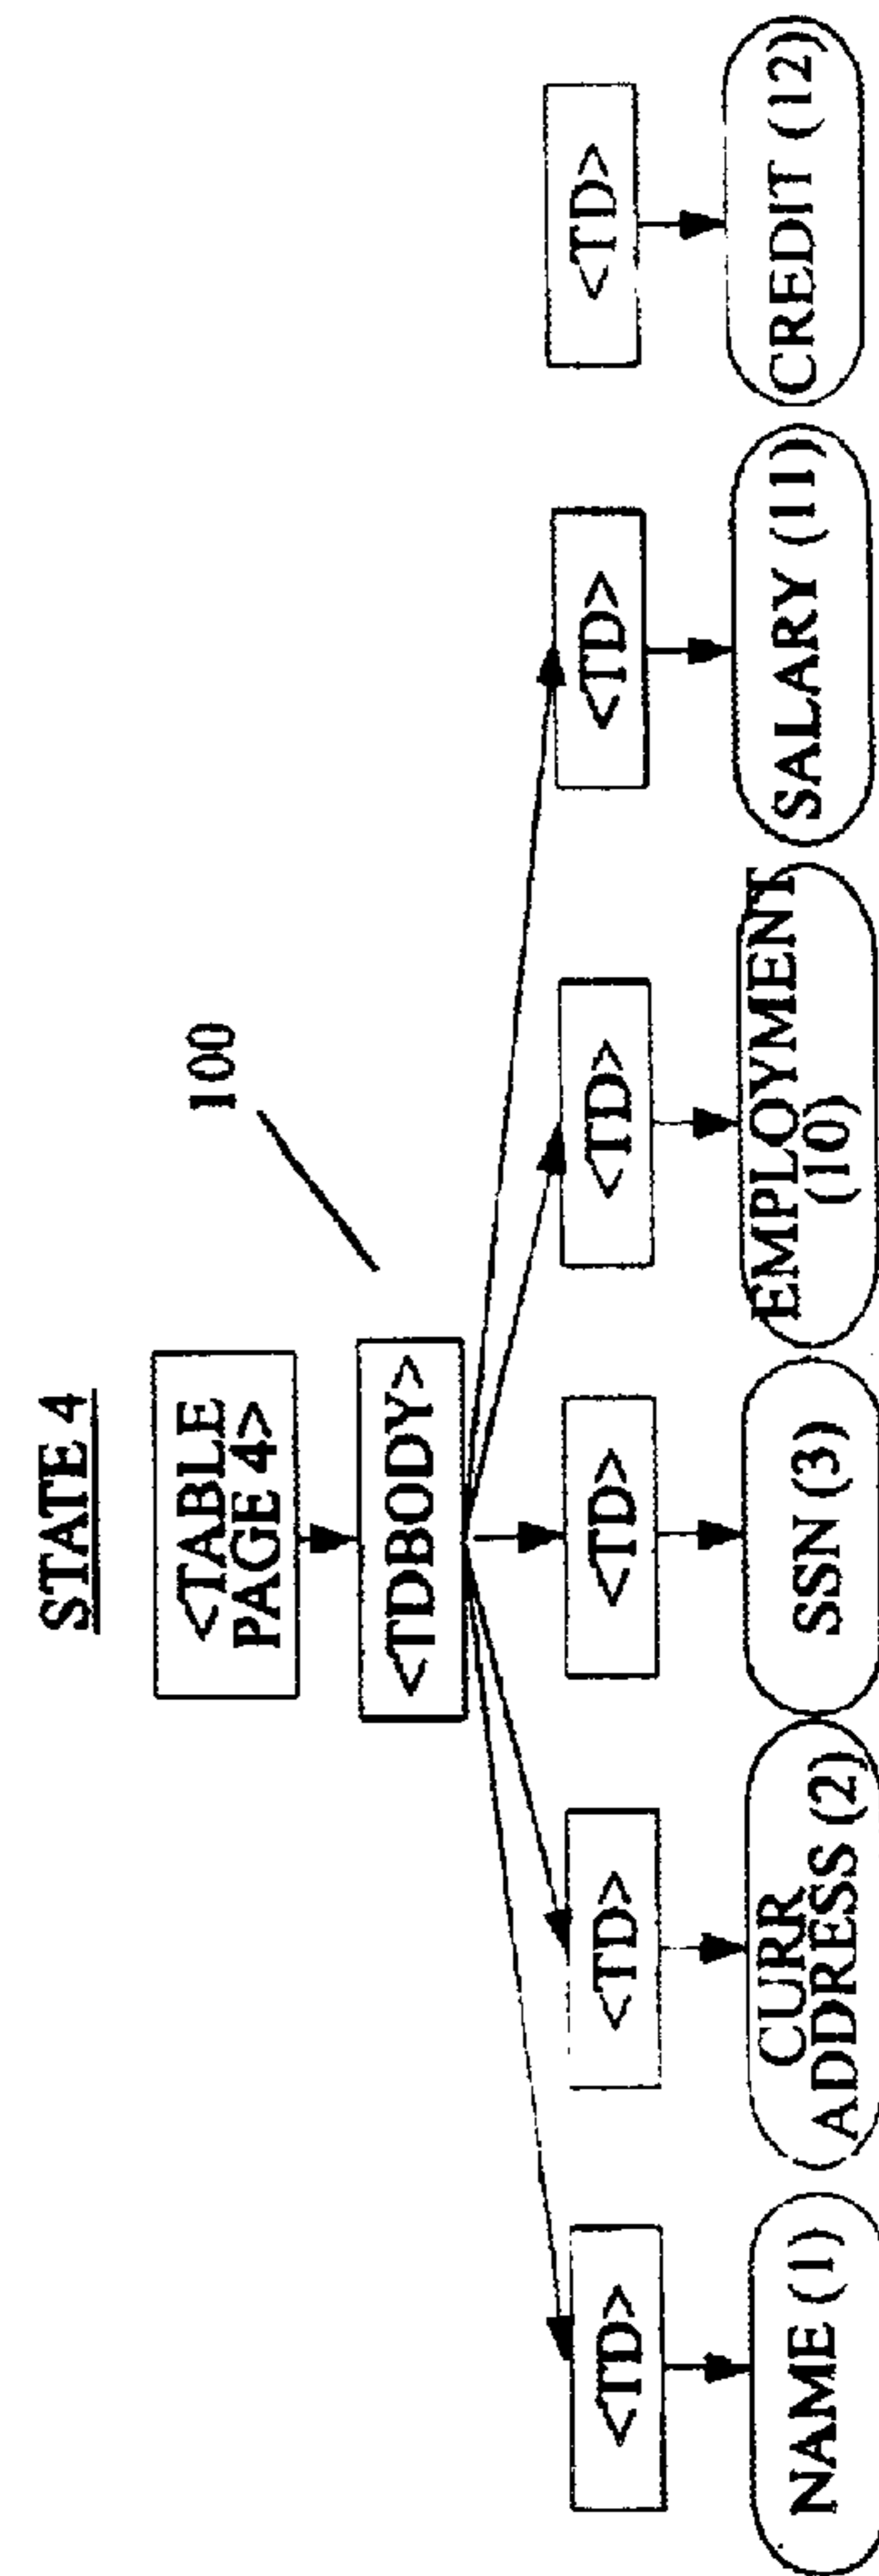 STATE 4
100
<TABLE
PAGE 4>
<TDBODY>
<TD>
<TD>
<TD>
<TD>
<TD>
<TD>
NAME (1)
CURR
ADDRESS (2)
SSN (3)
EMPLOYMENT
(10)
SALARY (11)
CREDIT (12)